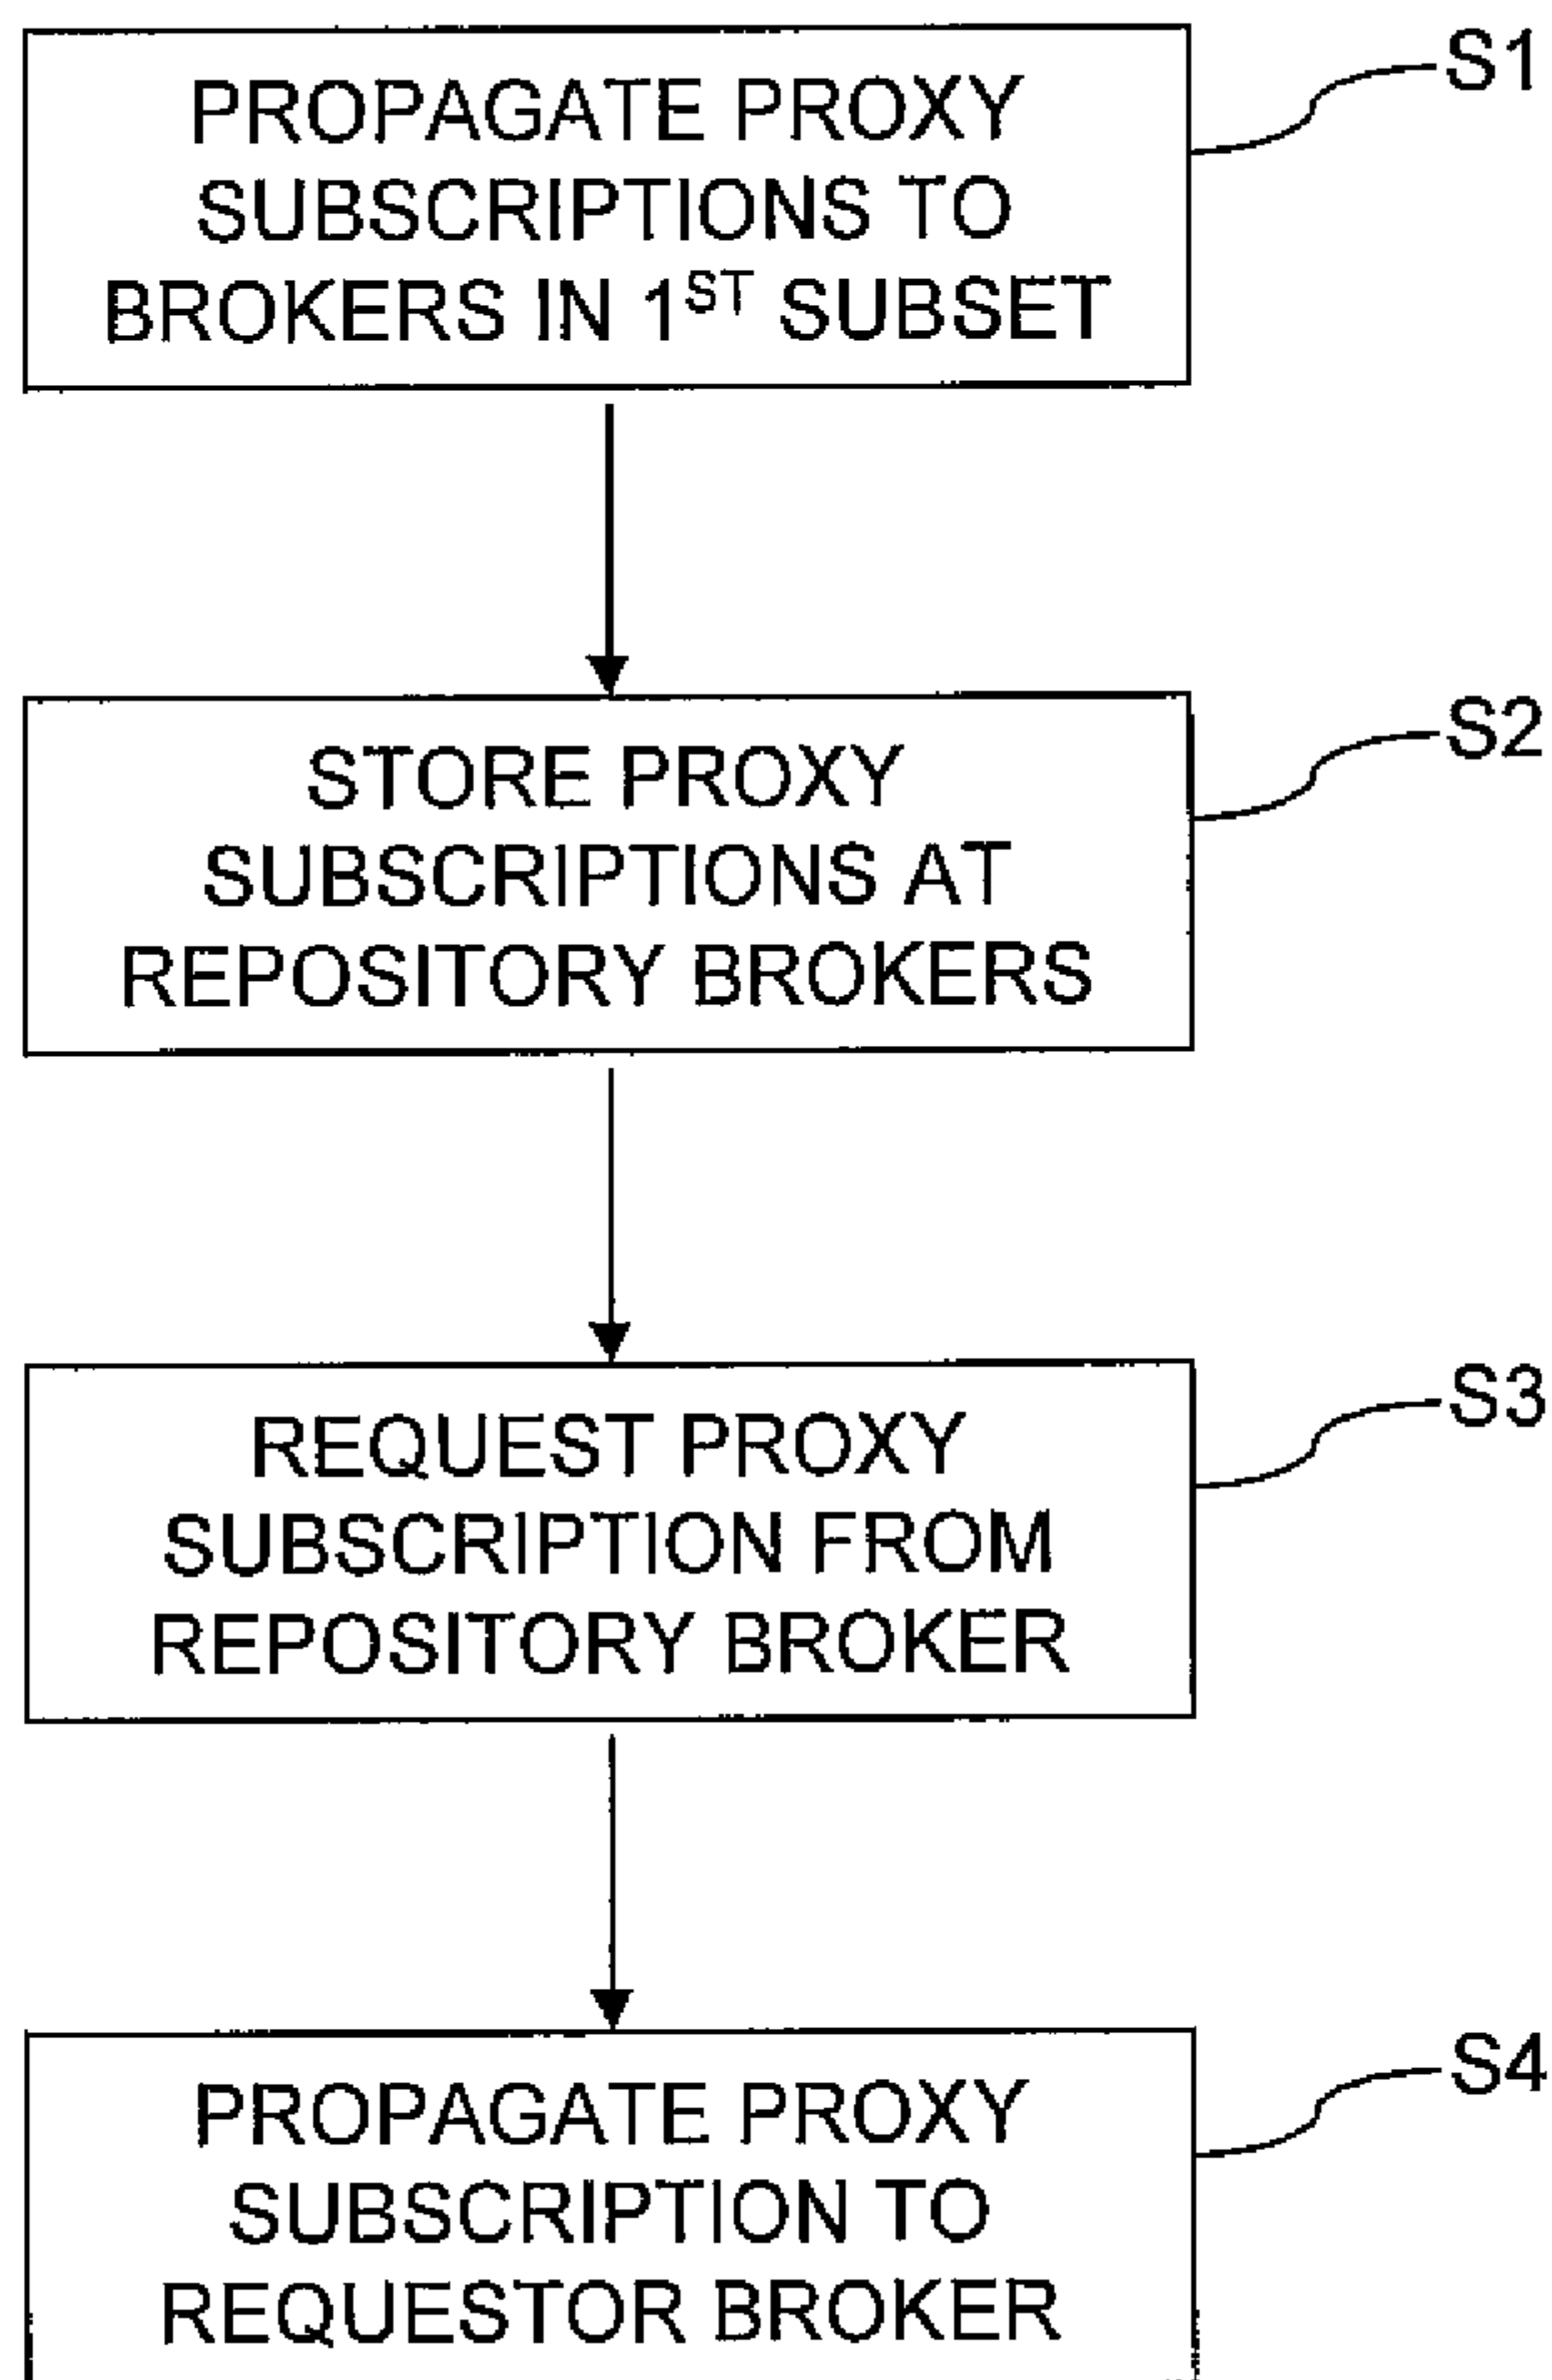 PROPAGATE PROXY
SUBSCRIPTIONS TO
BROKERS IN 1ST SUBSET
S1
STORE PROXY
SUBSCRIPTIONS AT
REPOSITORY BROKERS
S2
REQUEST PROXY
SUBSCRIPTION FROM
REPOSITORY BROKER
S3
PROPAGATE PROXY
SUBSCRIPTION TO
REQUESTOR BROKER
S4